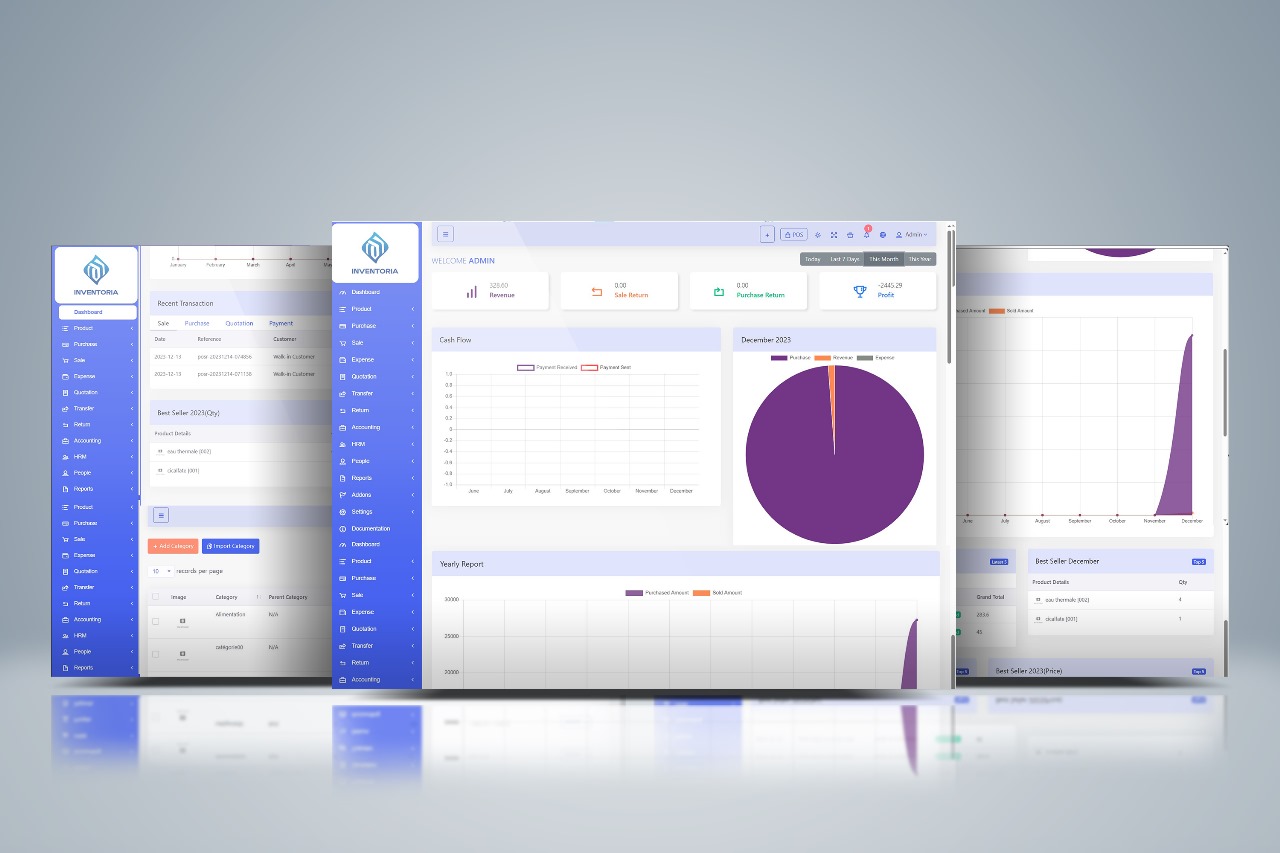 INVENTORIA
Dashboard
Product
Purchase
Sale
Expense
Quotation
Transfer
Return
Accounting
HRM
People
Reports
Product
Purchase
Sale
Expense
Quotation
Transfer
Return
Accounting
HRM
People
Reports
January February March April
Recent Transaction
Sale Purchase Quotation Payment
Date Reference Customer
2023-12-13 Walk-in Customer
2023-12-13 Walk-in Customer
Best Seller 2023(Qty)
Product Details
eau thermale [002]
cicalfate [001]
+ Add Category Import Category
10 records per page
Image Category Parent Category
Alimentation N/A
catégorie00 N/A
INVENTORIA
Dashboard
Product
Purchase
Sale
Expense
Quotation
Transfer
Return
Accounting
HRM
People
Reports
Addons
Settings
Documentation
Dashboard
Product
Purchase
Sale
Expense
Quotation
Transfer
Return
Accounting
+ POS 1 Admin
WELCOME ADMIN
Today Last 7 Days This Month This Year
328.60
Revenue
0.00
Sale Return
0.00
Purchase Return
-2445.29
Profit
Cash Flow
Payment Received Payment Sent
1.0
0.8
0.6
0.4
0.2
0
-0.2
-0.4
-0.6
-0.8
-1.0
June July August September October November December
December 2023
Purchase Revenue Expense
Yearly Report
Purchased Amount Sold Amount
30000
25000
20000
Amount Sold Amount
June July August September October November December
Latest 5
Grand Total
283.6
45
Best Seller December Top 5
Product Details Qty
eau thermale [002] 4
cicalfate [001] 1
Top 5
Best Seller 2023(Price) Top 5